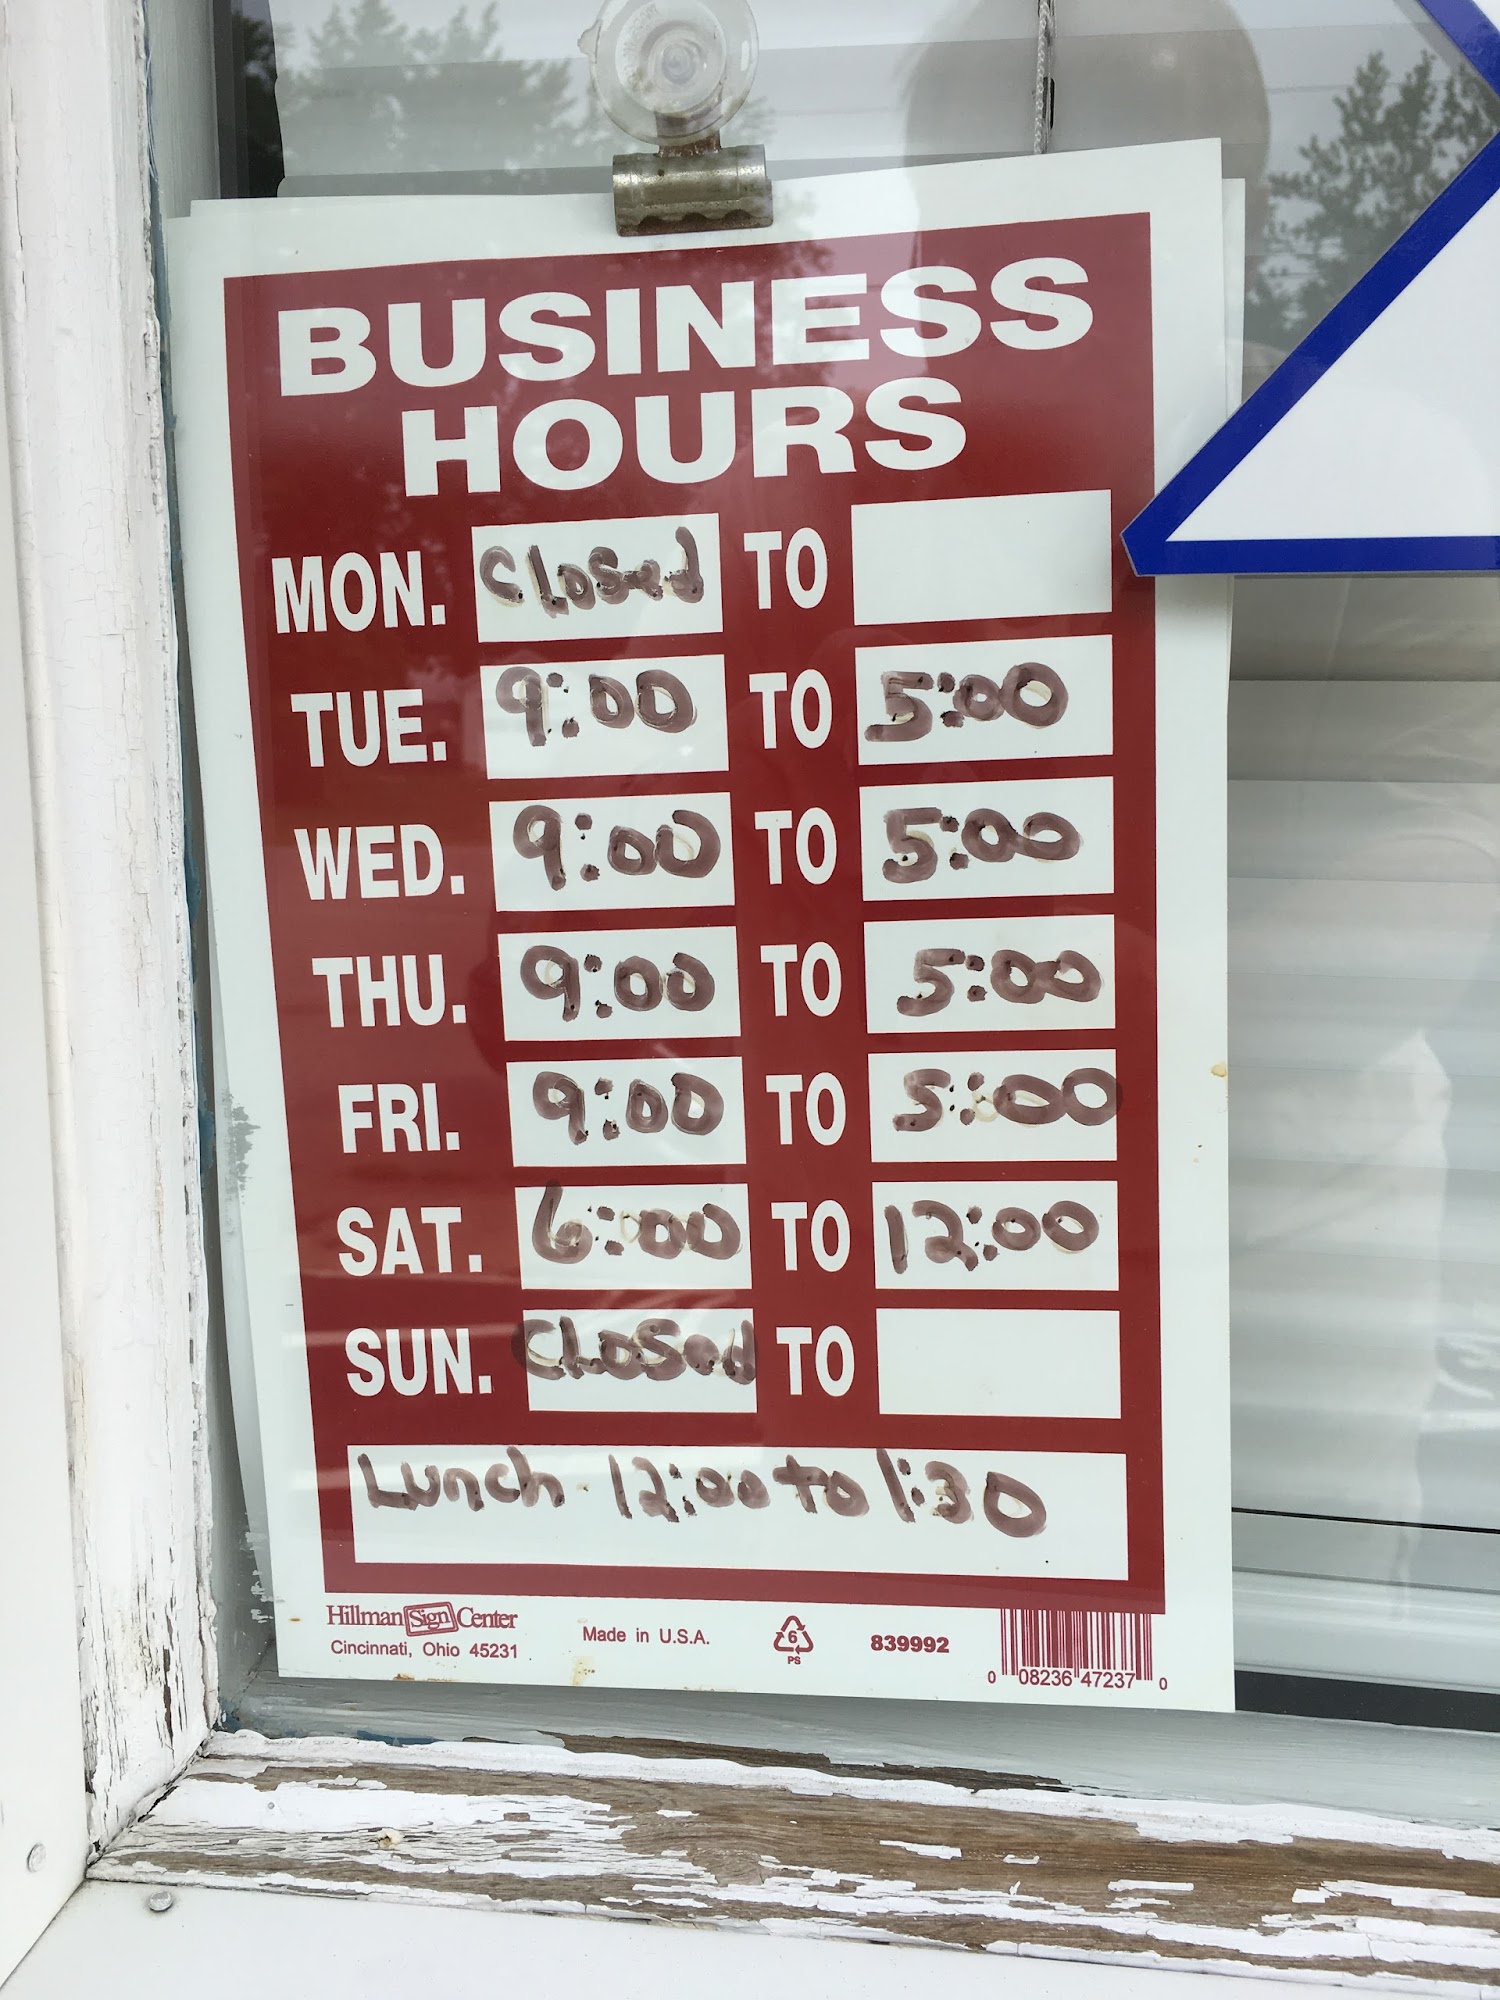 BUSINESS
HOURS
MON. Closed TO
TUE. 9:00 TO 5:00
WED. 9:00 TO 5:00
THU. 9:00 TO 5:00
FRI. 9:00 TO 5:00
SAT. 6:00 TO 12:00
SUN. Closed TO
Lunch - 12:00 to 1:30
Hillman Sign Center
Cincinnati, Ohio 45231
Made in U.S.A.
6
PS
839992
0 08236 47237 0